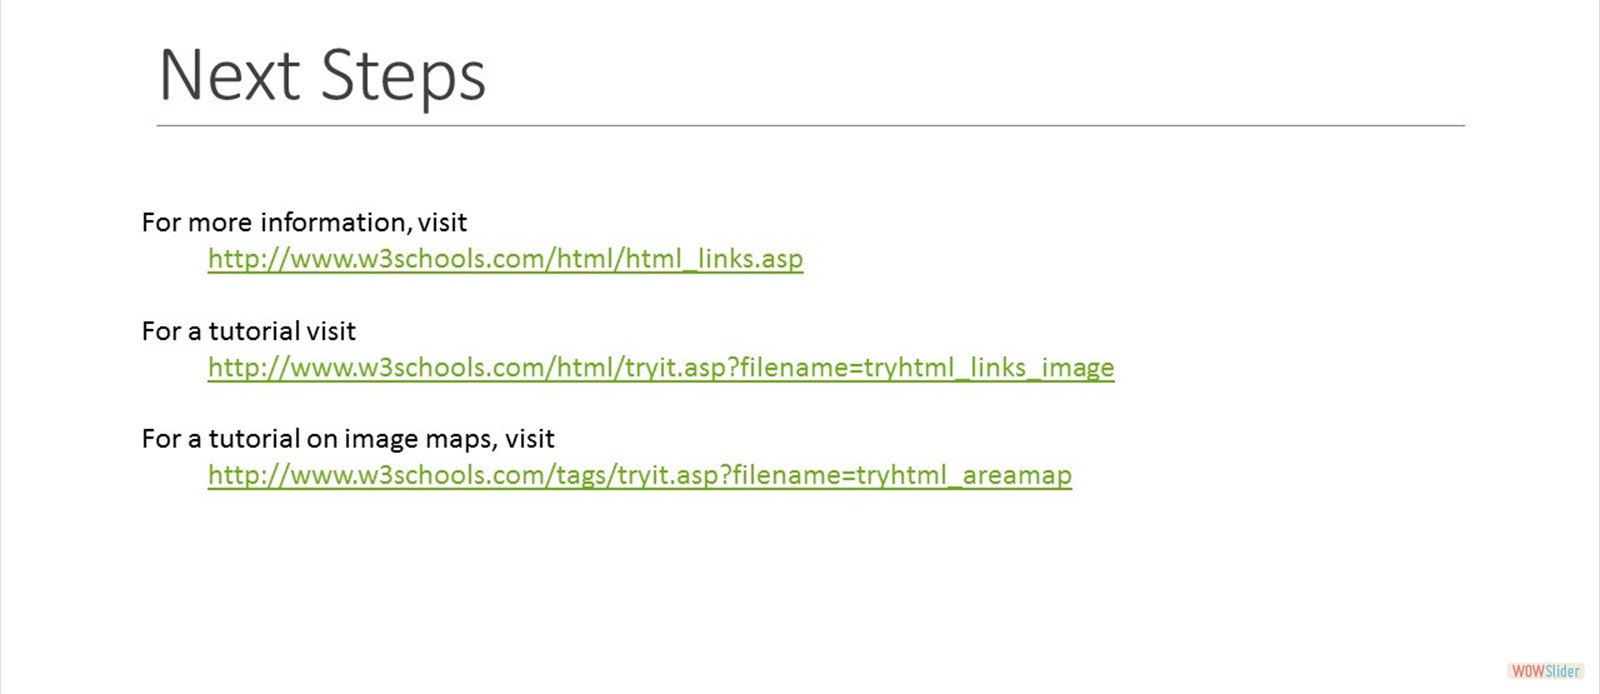 Next Steps
For more information, visit
http://www.w3schools.com/html/html_links.asp
For a tutorial visit
http://www.w3schools.com/html/tryit.asp?filename=tryhtml_links_image
For a tutorial on image maps, visit
http://www.w3schools.com/tags/tryit.asp?filename=tryhtml_areamap
WOWSlider